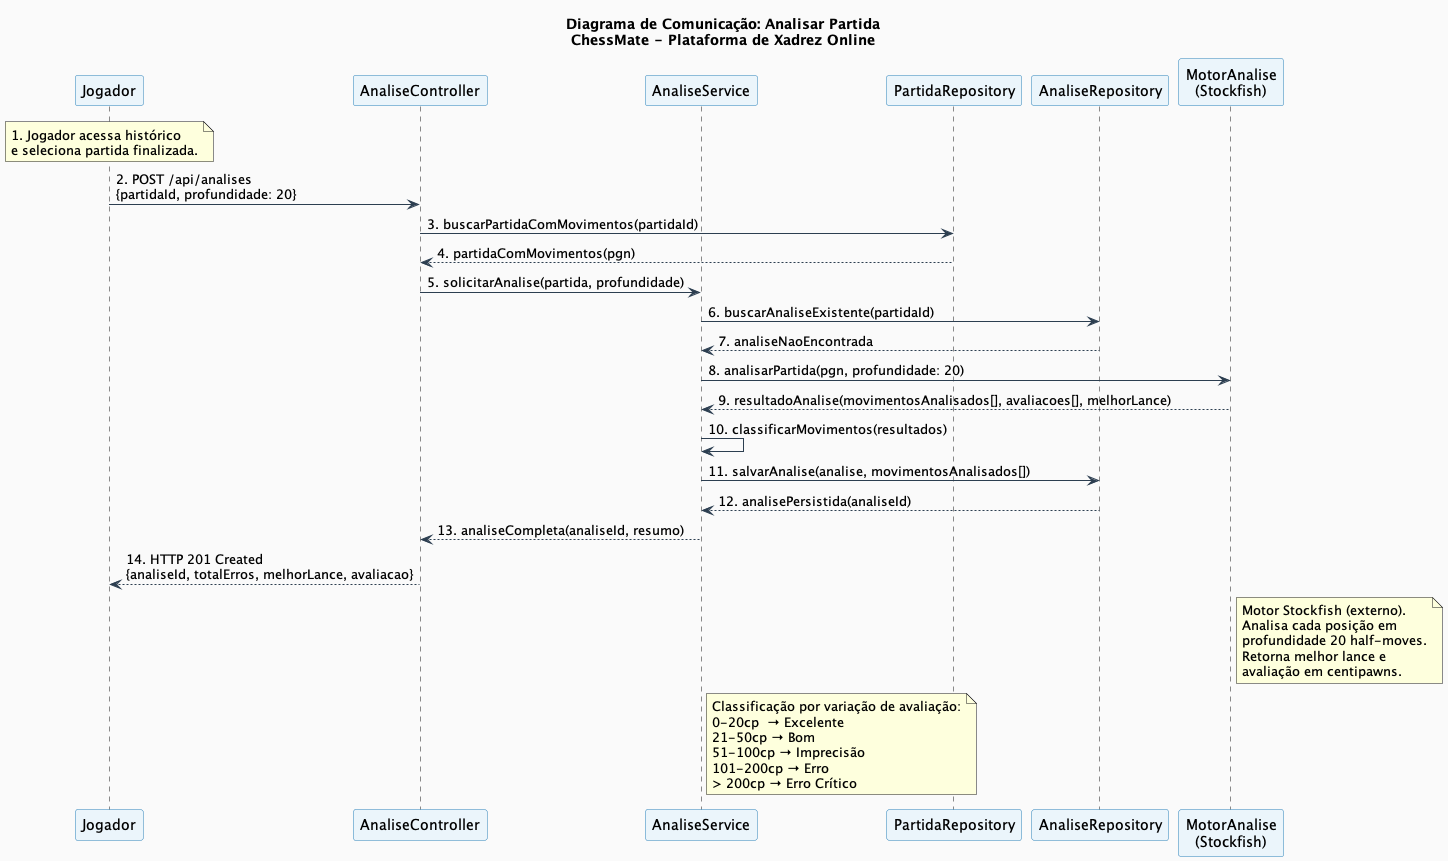 Diagrama de Comunicação: Analisar Partida
ChessMate - Plataforma de Xadrez Online
Jogador
AnaliseController
AnaliseService
PartidaRepository
AnaliseRepository
MotorAnalise
(Stockfish)
1. Jogador acessa histórico
e seleciona partida finalizada.
2. POST /api/analises
{partidaId, profundidade: 20}
3. buscarPartidaComMovimentos(partidaId)
4. partidaComMovimentos(pgn)
5. solicitarAnalise(partida, profundidade)
6. buscarAnaliseExistente(partidaId)
7. analiseNaoEncontrada
8. analisarPartida(pgn, profundidade: 20)
9. resultadoAnalise(movimentosAnalisados[], avaliacoes[], melhorLance)
10. classificarMovimentos(resultados)
11. salvarAnalise(analise, movimentosAnalisados[])
12. analisePersistida(analiseId)
13. analiseCompleta(analiseId, resumo)
14. HTTP 201 Created
{analiseId, totalErros, melhorLance, avaliacao}
Motor Stockfish (externo).
Analisa cada posição em
profundidade 20 half-moves.
Retorna melhor lance e
avaliação em centipawns.
Classificação por variação de avaliação:
0-20cp → Excelente
21-50cp → Bom
51-100cp → Imprecisão
101-200cp → Erro
> 200cp → Erro Crítico
Jogador
AnaliseController
AnaliseService
PartidaRepository
AnaliseRepository
MotorAnalise
(Stockfish)